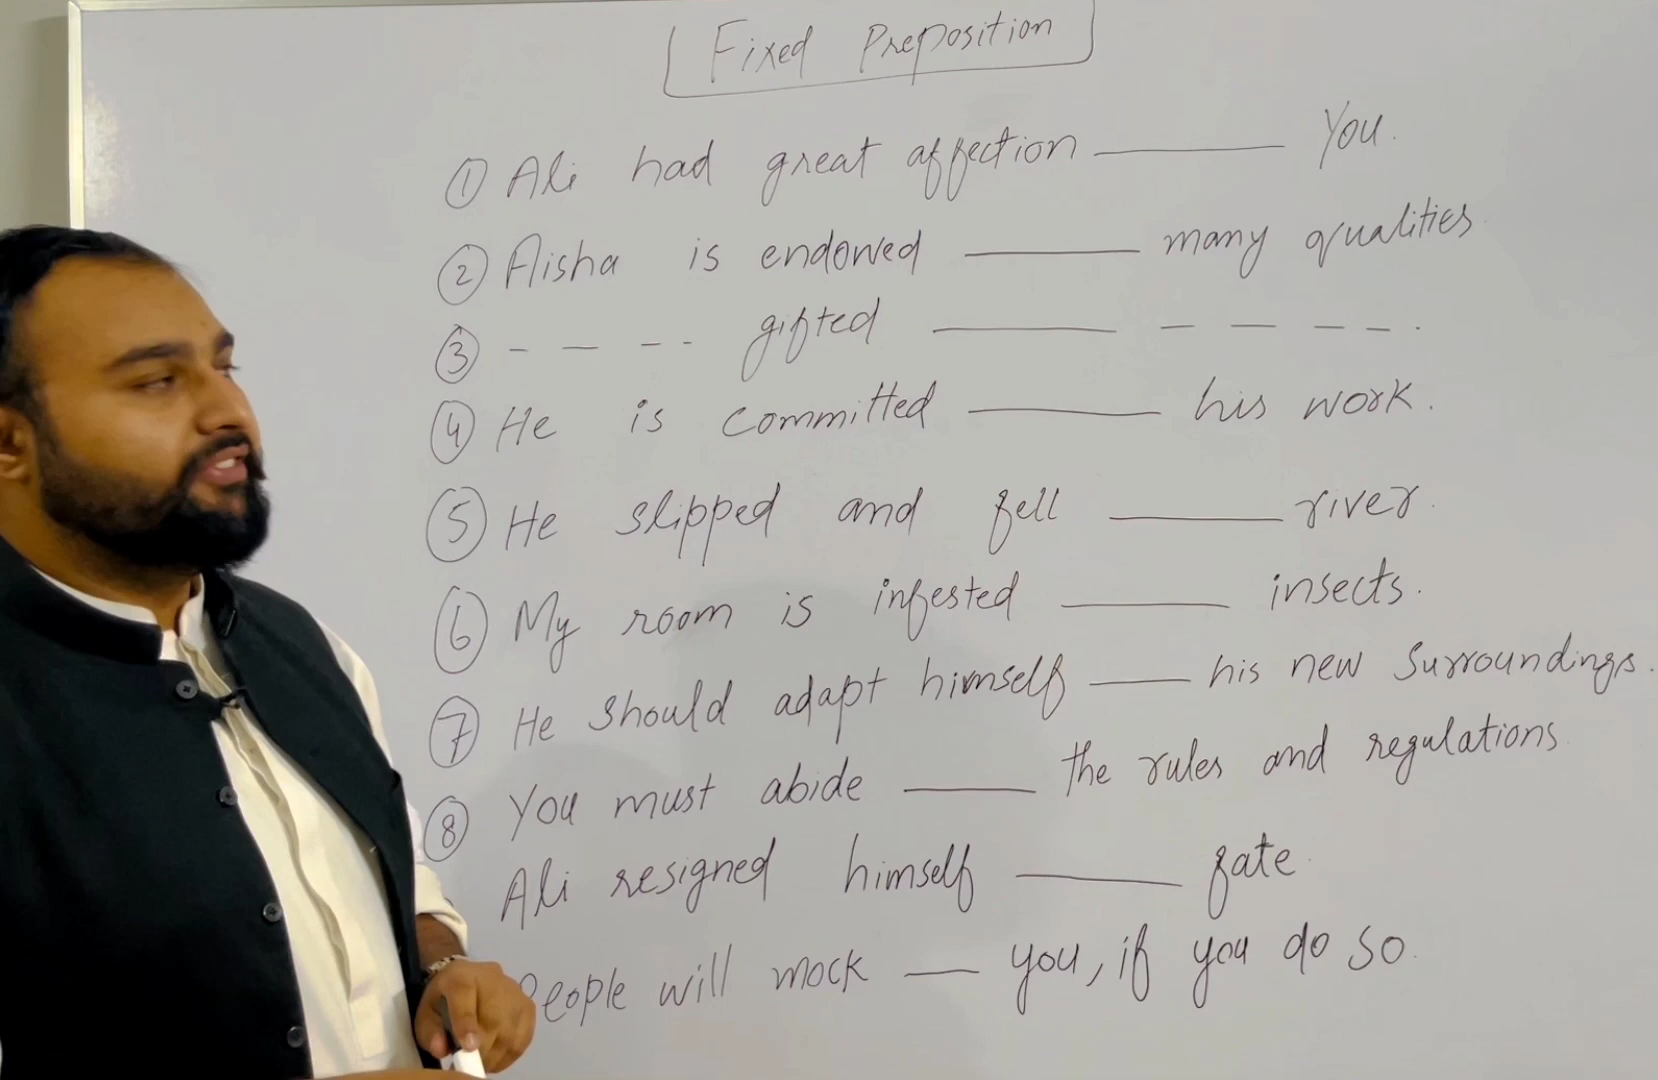 Fixed Preposition
① Ali had great affection ______ you.
② Aisha is endowed ______ many qualities
③ - - - - gifted ______ - - - - .
④ He is committed ______ his work.
⑤ He slipped and fell ______ river.
⑥ My room is infested ______ insects.
⑦ He should adapt himself ______ his new surroundings.
⑧ You must abide ______ the rules and regulations
Ali resigned himself ______ fate
People will mock ___ you, if you do so.